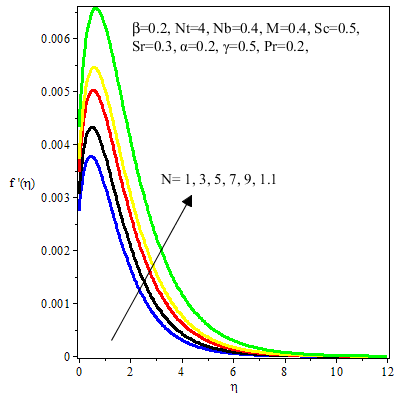 β=0.2, Nt=4, Nb=0.4, M=0.4, Sc=0.5,
Sr=0.3, α=0.2, γ=0.5, Pr=0.2,
N= 1, 3, 5, 7, 9, 1.1
f '(η)
0.006
0.005
0.004
0.003
0.002
0.001
0
0 2 4 6 8 10 12
η